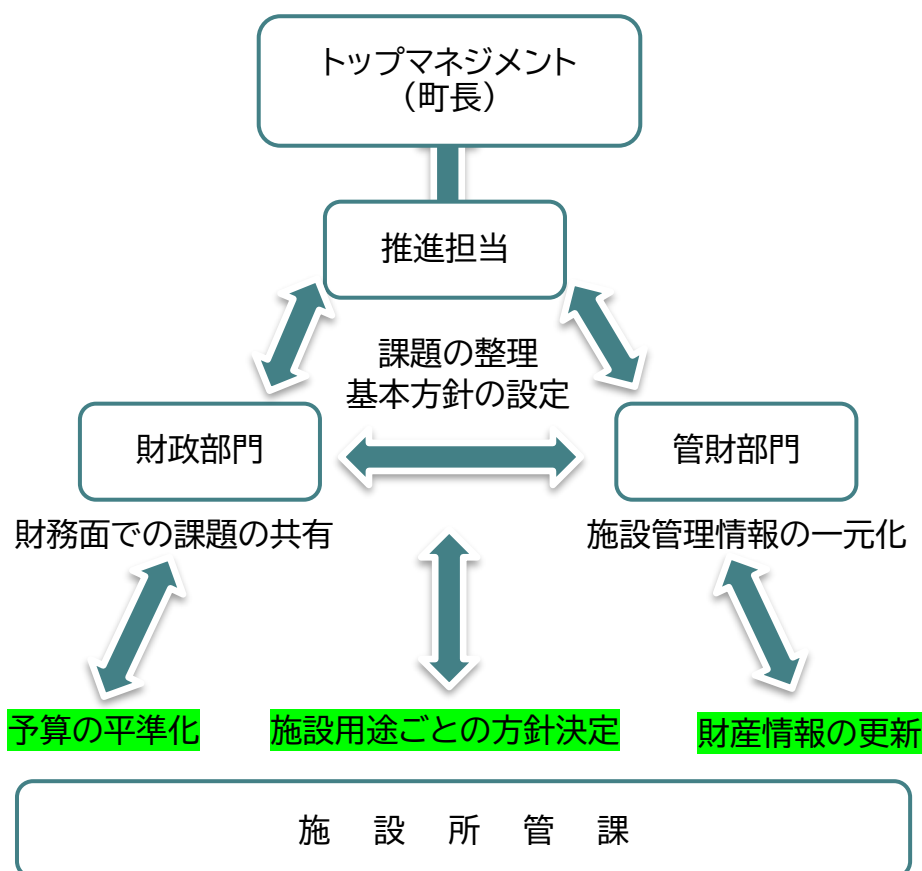 トップマネジメント
（町長）
推進担当
課題の整理
基本方針の設定
財政部門
管財部門
財務面での課題の共有
施設管理情報の一元化
予算の平準化
施設用途ごとの方針決定
財産情報の更新
施　設　所　管　課